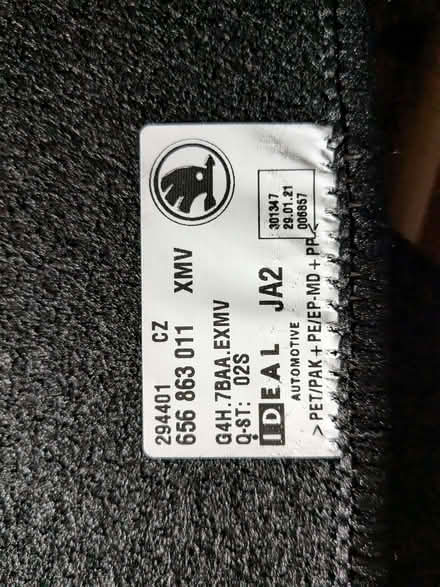 294401 CZ
656 863 011 XMV
G4H.7BAA.EXMV
Q-ST: 02S
iDEAL JA2
AUTOMOTIVE
301347
29.01.21
006857
> PET/PAK + PE/EP-MD + PP <